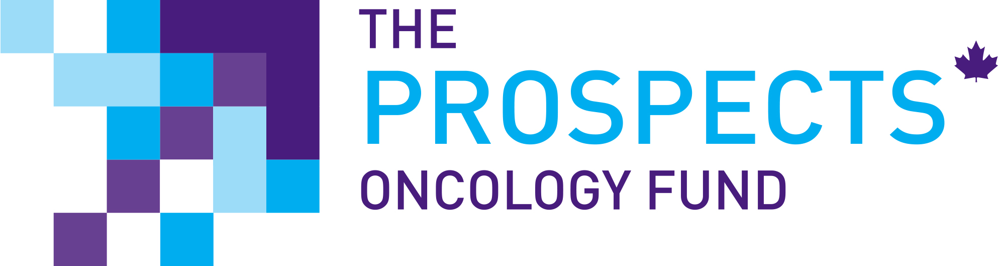 THE
PROSPECTS
ONCOLOGY FUND